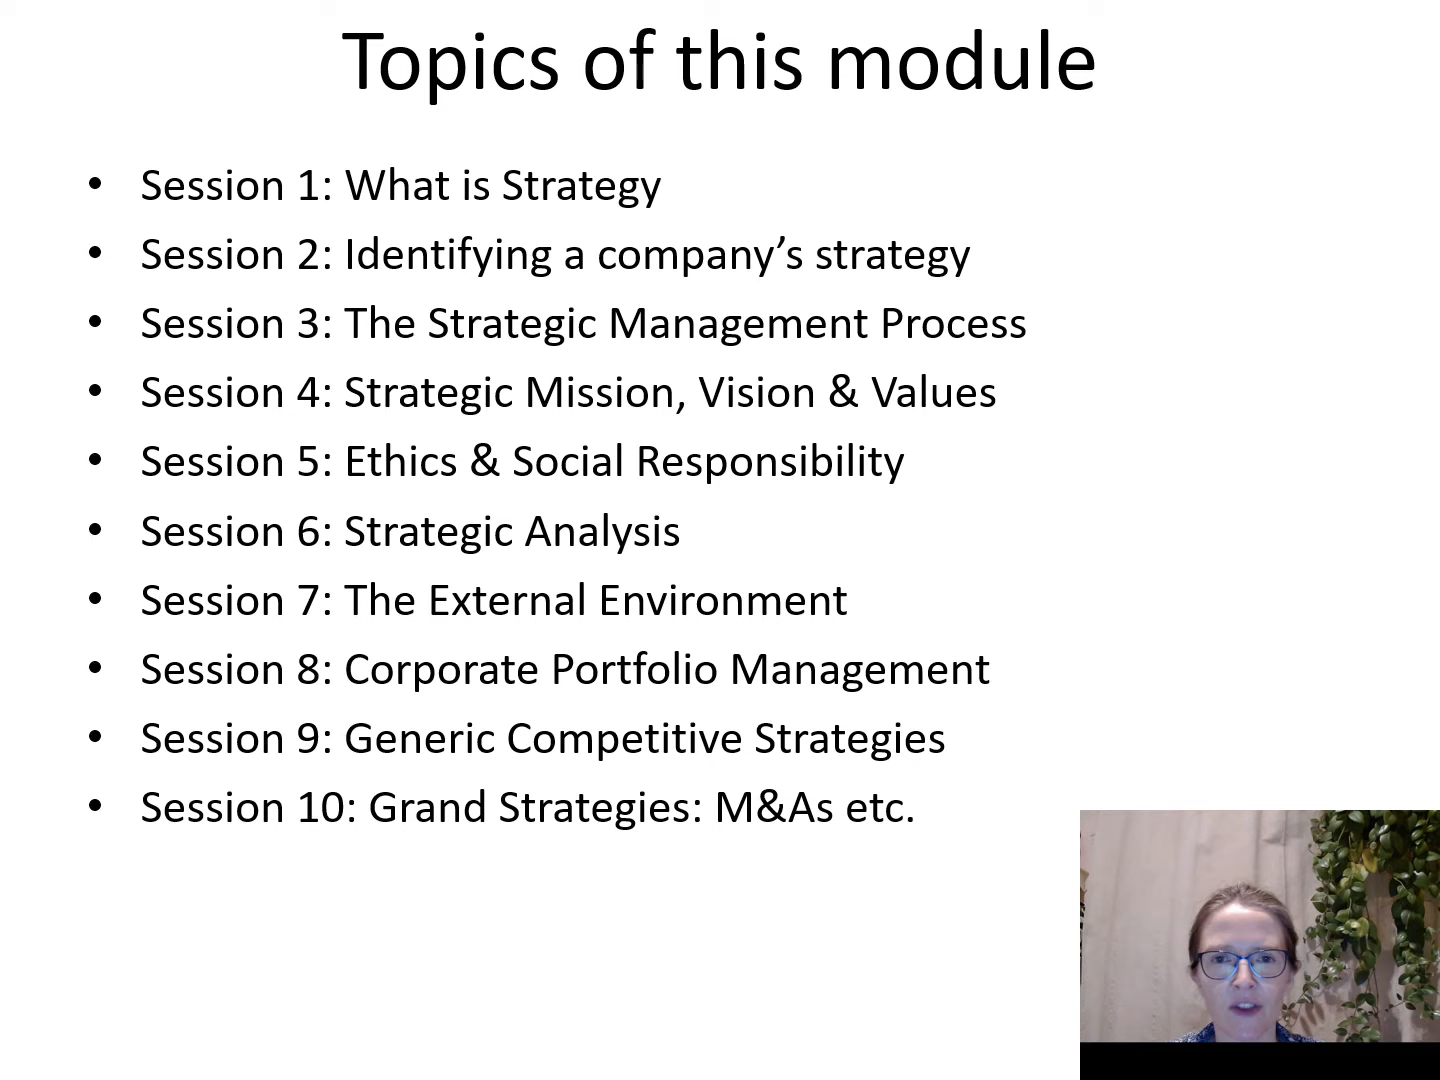 Topics of this module
• Session 1: What is Strategy
• Session 2: Identifying a company’s strategy
• Session 3: The Strategic Management Process
• Session 4: Strategic Mission, Vision & Values
• Session 5: Ethics & Social Responsibility
• Session 6: Strategic Analysis
• Session 7: The External Environment
• Session 8: Corporate Portfolio Management
• Session 9: Generic Competitive Strategies
• Session 10: Grand Strategies: M&As etc.